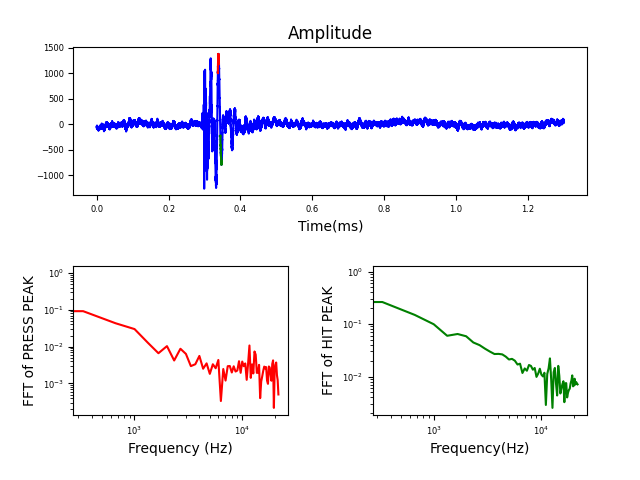 Amplitude
1500
1000
500
0
−500
−1000
0.0 0.2 0.4 0.6 0.8 1.0 1.2
Time(ms)
FFT of PRESS PEAK
10⁰
10⁻¹
10⁻²
10⁻³
10³ 10⁴
Frequency (Hz)
FFT of HIT PEAK
10⁰
10⁻¹
10⁻²
10³ 10⁴
Frequency(Hz)